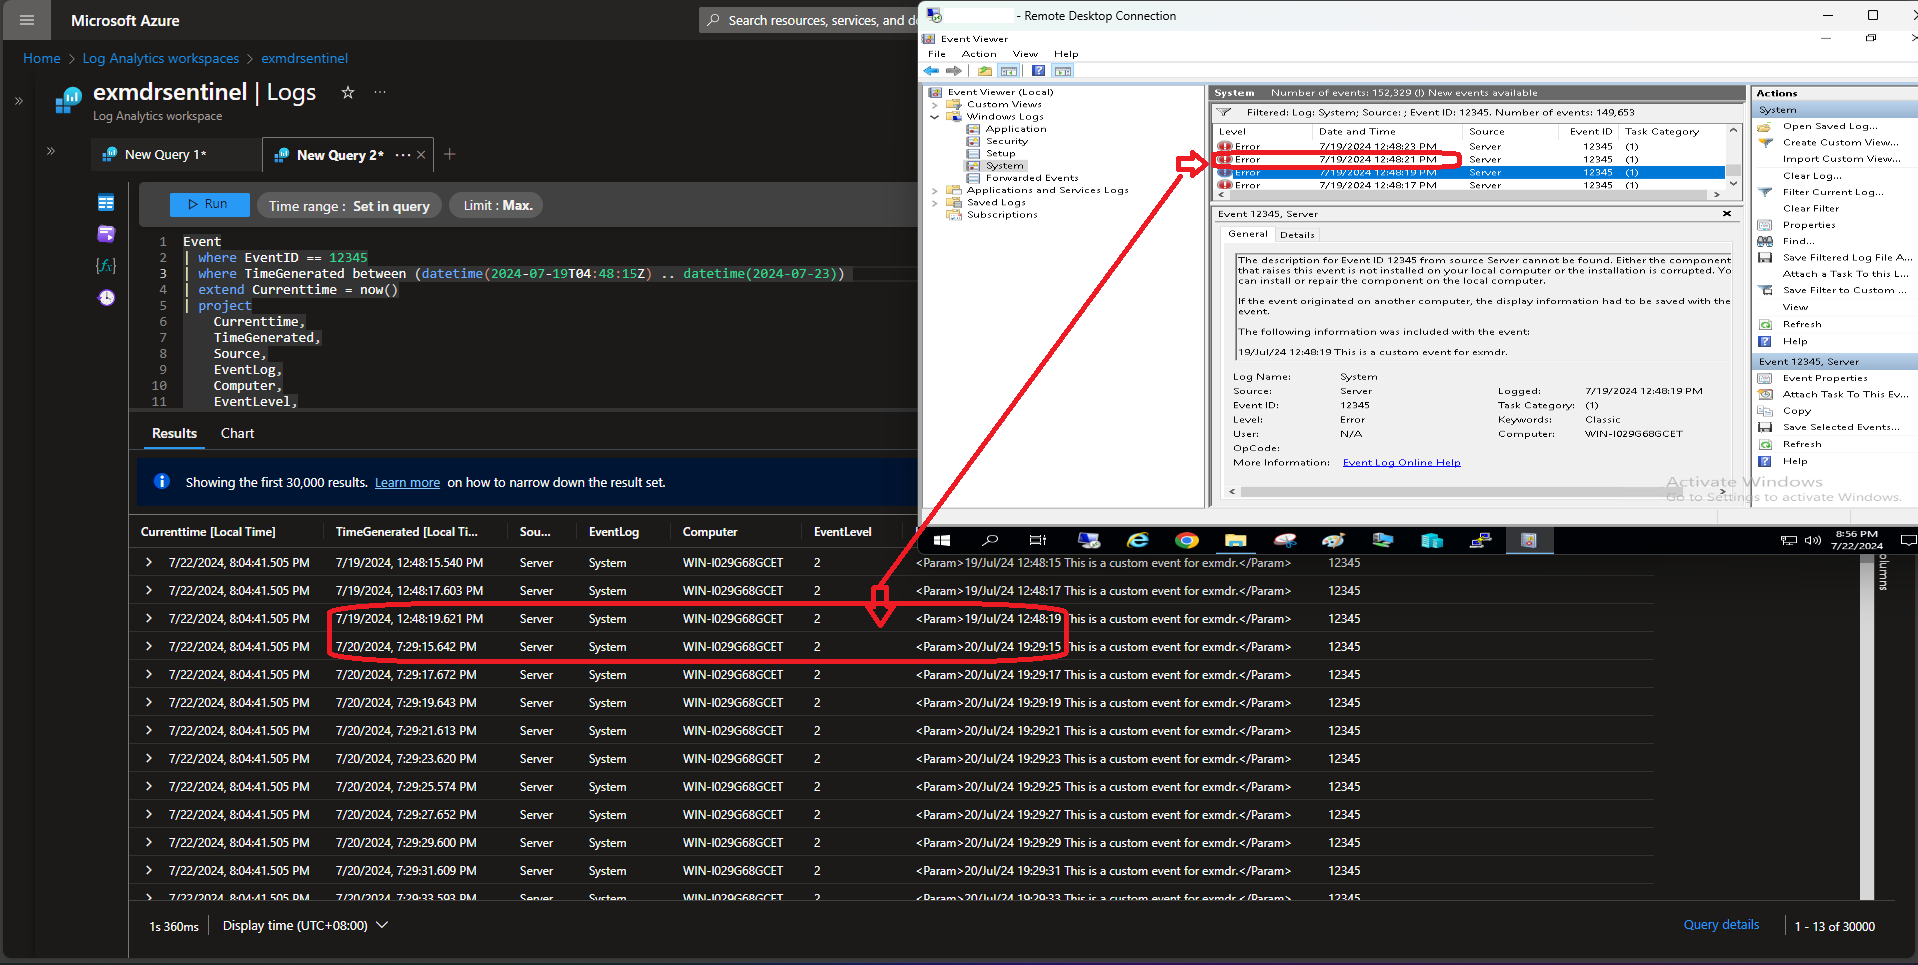 Microsoft Azure
Search resources, services, and do
Home > Log Analytics workspaces > exmdrsentinel
exmdrsentinel | Logs
Log Analytics workspace
New Query 1*
New Query 2*
Run
Time range : Set in query
Limit : Max.
1 Event
2 | where EventID == 12345
3 | where TimeGenerated between (datetime(2024-07-19T04:48:15Z) .. datetime(2024-07-23))
4 | extend Currenttime = now()
5 | project
6 Currenttime,
7 TimeGenerated,
8 Source,
9 EventLog,
10 Computer,
11 EventLevel,
Results Chart
Showing the first 30,000 results. Learn more on how to narrow down the result set.
- Remote Desktop Connection
Event Viewer
File Action View Help
Event Viewer (Local)
Custom Views
Windows Logs
Application
Security
Setup
System
Forwarded Events
Applications and Services Logs
Saved Logs
Subscriptions
System Number of events: 152,329 (!) New events available
Filtered: Log: System; Source: ; Event ID: 12345. Number of events: 149,653
Level Date and Time Source Event ID Task Category
Error 7/19/2024 12:48:23 PM Server 12345 (1)
Error 7/19/2024 12:48:21 PM Server 12345 (1)
Error 7/19/2024 12:48:19 PM Server 12345 (1)
Error 7/19/2024 12:48:17 PM Server 12345 (1)
Event 12345, Server
General Details
The description for Event ID 12345 from source Server cannot be found. Either the component
that raises this event is not installed on your local computer or the installation is corrupted. Yo
can install or repair the component on the local computer.
If the event originated on another computer, the display information had to be saved with the
event.
The following information was included with the event:
19/Jul/24 12:48:19 This is a custom event for exmdr.
Log Name: System
Source: Server Logged: 7/19/2024 12:48:19 PM
Event ID: 12345 Task Category: (1)
Level: Error Keywords: Classic
User: N/A Computer: WIN-I029G68GCET
OpCode:
More Information: Event Log Online Help
Actions
System
Open Saved Log...
Create Custom View...
Import Custom View...
Clear Log...
Filter Current Log...
Clear Filter
Properties
Find...
Save Filtered Log File A...
Attach a Task To this L...
Save Filter to Custom ...
View
Refresh
Help
Event 12345, Server
Event Properties
Attach Task To This Ev...
Copy
Save Selected Events...
Refresh
Help
Activate Windows
Go to Settings to activate Windows.
8:56 PM
7/22/2024
Currenttime [Local Time] TimeGenerated [Local Ti... Sou... EventLog Computer EventLevel
olumns
7/22/2024, 8:04:41.505 PM 7/19/2024, 12:48:15.540 PM Server System WIN-I029G68GCET 2 <Param>19/Jul/24 12:48:15 This is a custom event for exmdr.</Param> 12345
7/22/2024, 8:04:41.505 PM 7/19/2024, 12:48:17.603 PM Server System WIN-I029G68GCET 2 <Param>19/Jul/24 12:48:17 This is a custom event for exmdr.</Param> 12345
7/22/2024, 8:04:41.505 PM 7/19/2024, 12:48:19.621 PM Server System WIN-I029G68GCET 2 <Param>19/Jul/24 12:48:19 This is a custom event for exmdr.</Param> 12345
7/22/2024, 8:04:41.505 PM 7/20/2024, 7:29:15.642 PM Server System WIN-I029G68GCET 2 <Param>20/Jul/24 19:29:15 This is a custom event for exmdr.</Param> 12345
7/22/2024, 8:04:41.505 PM 7/20/2024, 7:29:17.672 PM Server System WIN-I029G68GCET 2 <Param>20/Jul/24 19:29:17 This is a custom event for exmdr.</Param> 12345
7/22/2024, 8:04:41.505 PM 7/20/2024, 7:29:19.643 PM Server System WIN-I029G68GCET 2 <Param>20/Jul/24 19:29:19 This is a custom event for exmdr.</Param> 12345
7/22/2024, 8:04:41.505 PM 7/20/2024, 7:29:21.613 PM Server System WIN-I029G68GCET 2 <Param>20/Jul/24 19:29:21 This is a custom event for exmdr.</Param> 12345
7/22/2024, 8:04:41.505 PM 7/20/2024, 7:29:23.620 PM Server System WIN-I029G68GCET 2 <Param>20/Jul/24 19:29:23 This is a custom event for exmdr.</Param> 12345
7/22/2024, 8:04:41.505 PM 7/20/2024, 7:29:25.574 PM Server System WIN-I029G68GCET 2 <Param>20/Jul/24 19:29:25 This is a custom event for exmdr.</Param> 12345
7/22/2024, 8:04:41.505 PM 7/20/2024, 7:29:27.652 PM Server System WIN-I029G68GCET 2 <Param>20/Jul/24 19:29:27 This is a custom event for exmdr.</Param> 12345
7/22/2024, 8:04:41.505 PM 7/20/2024, 7:29:29.600 PM Server System WIN-I029G68GCET 2 <Param>20/Jul/24 19:29:29 This is a custom event for exmdr.</Param> 12345
7/22/2024, 8:04:41.505 PM 7/20/2024, 7:29:31.609 PM Server System WIN-I029G68GCET 2 <Param>20/Jul/24 19:29:31 This is a custom event for exmdr.</Param> 12345
7/22/2024, 8:04:41.505 PM 7/20/2024, 7:29:33.593 PM Server System WIN-I029G68GCET 2 <Param>20/Jul/24 19:29:33 This is a custom event for exmdr.</Param> 12345
1s 360ms Display time (UTC+08:00) Query details 1 - 13 of 30000